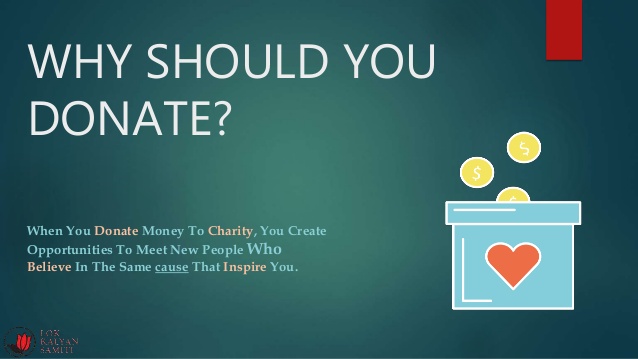 WHY SHOULD YOU
DONATE?
$
$
$
When You Donate Money To Charity, You Create
Opportunities To Meet New People Who
Believe In The Same cause That Inspire You.
LOK
KALYAN
SAMITI